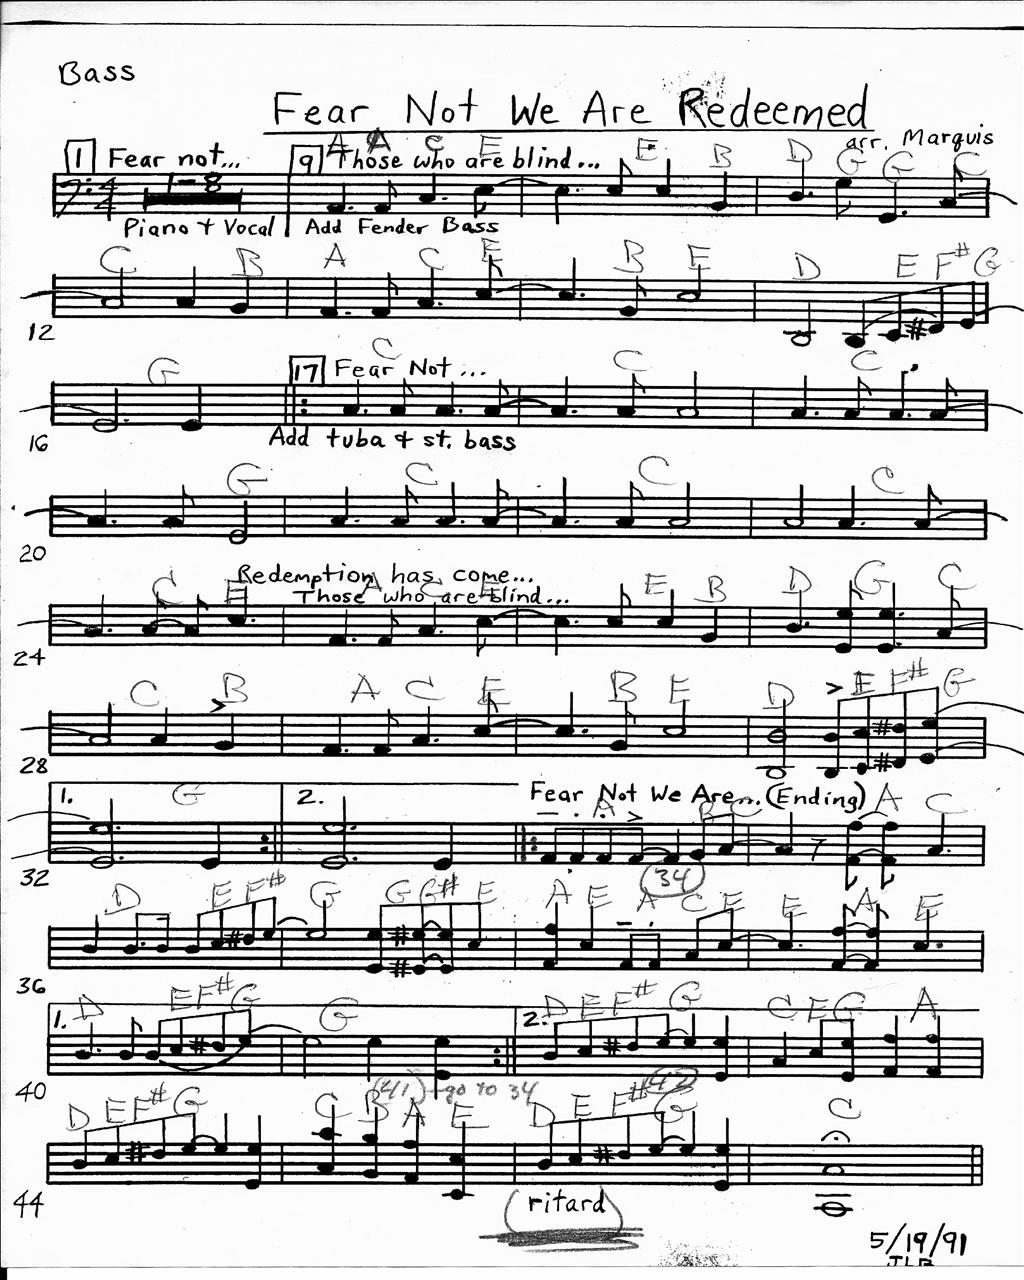 Bass
Fear Not We Are Redeemed
arr. Marquis
1 Fear not... 9 Those who are blind...
A A C E E B D G G C
1-8
4/4
Piano + Vocal Add Fender Bass
C B A C E B E D E F# G
12
G 17 Fear Not... C C C
16 Add tuba + st. bass
G C C C
20
Redemption has come...
Those who are blind...
C E A C E E B D G C
24
C B A C E B E D E F# G
28
1. G 2. Fear Not We Are... (Ending)
A B C A C
32
(34)
D E F# G G G# E A E A C E E A E
36
1. D E F# G G 2. D E F# G C E G A
40
(41) go to 34 42
D E F# G C B A E D E F# G C
44
(ritard)
5/19/91
JLB